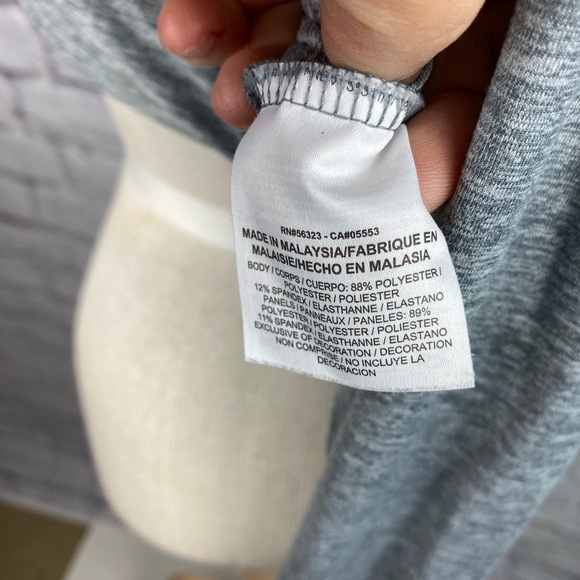 RN#56323 - CA#05553
MADE IN MALAYSIA/FABRIQUE EN
MALAISIE/HECHO EN MALASIA
BODY / CORPS / CUERPO: 88% POLYESTER /
POLYESTER / POLIESTER
12% SPANDEX / ELASTHANNE / ELASTANO
PANELS / PANNEAUX / PANELES: 89%
POLYESTER / POLYESTER / POLIESTER
11% SPANDEX / ELASTHANNE / ELASTANO
EXCLUSIVE OF DECORATION / DECORATION
NON COMPRISE / NO INCLUYE LA
DECORACION